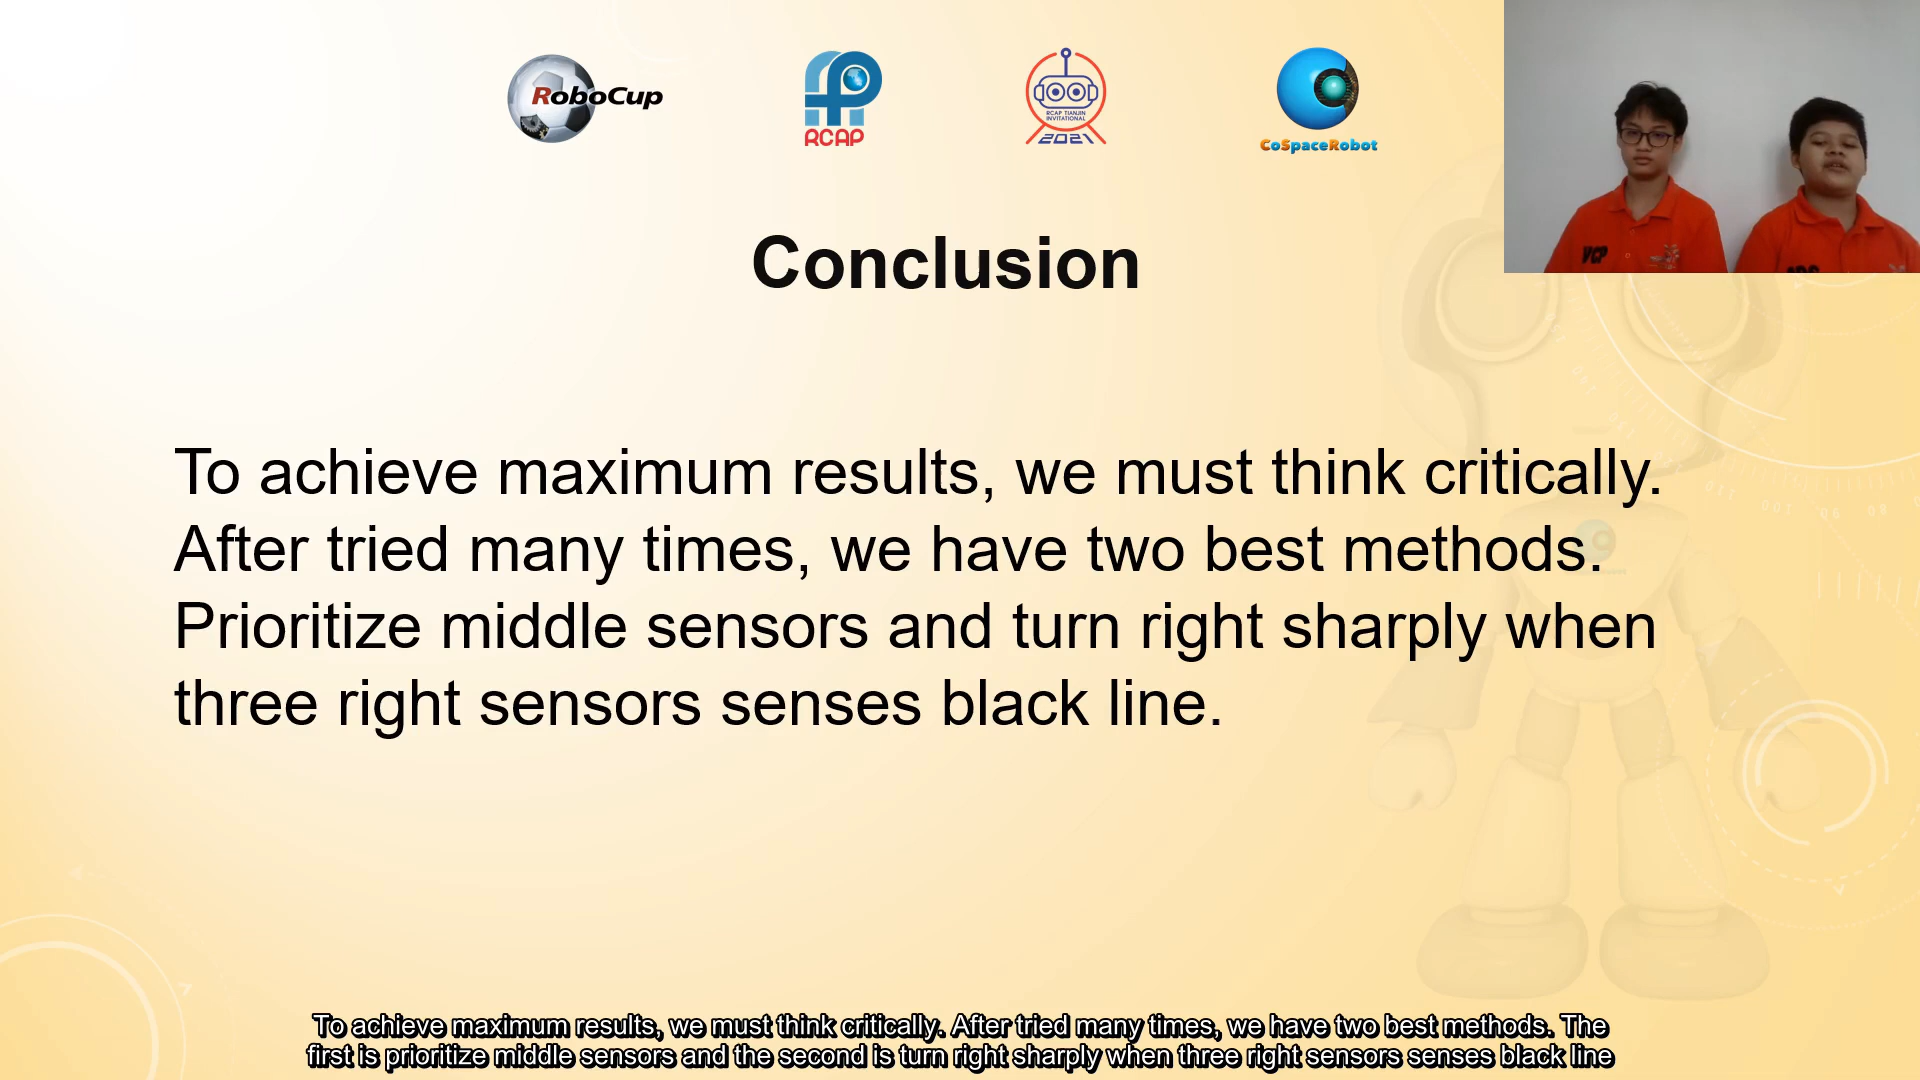 RoboCup
RCAP
RCAP TIANJIN
INVITATIONAL
2021
CoSpaceRobot
VCP
Conclusion
To achieve maximum results, we must think critically.
After tried many times, we have two best methods.
Prioritize middle sensors and turn right sharply when
three right sensors senses black line.
To achieve maximum results, we must think critically. After tried many times, we have two best methods. The
first is prioritize middle sensors and the second is turn right sharply when three right sensors senses black line